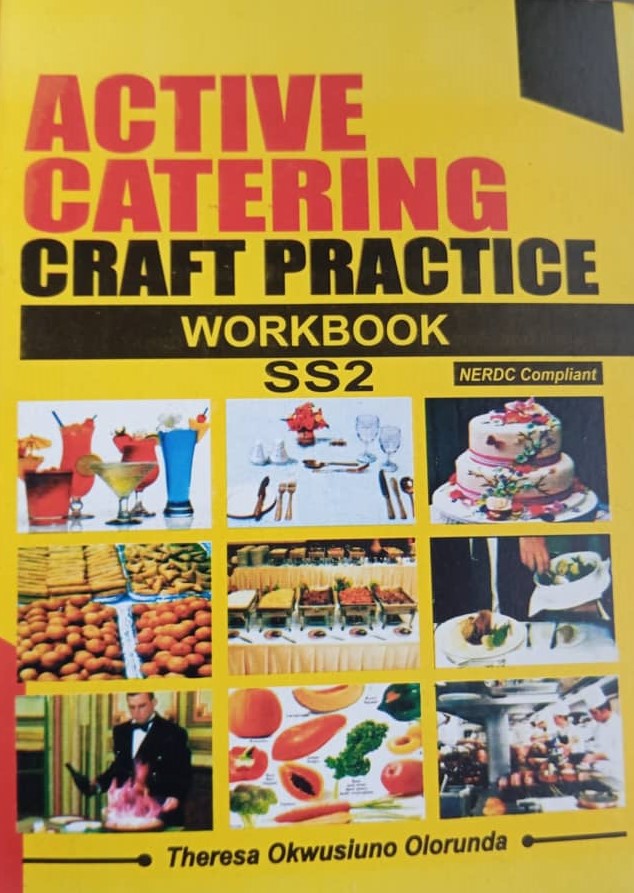 ACTIVE
CATERING
CRAFT PRACTICE
WORKBOOK
SS2
NERDC Compliant
Theresa Okwusiuno Olorunda